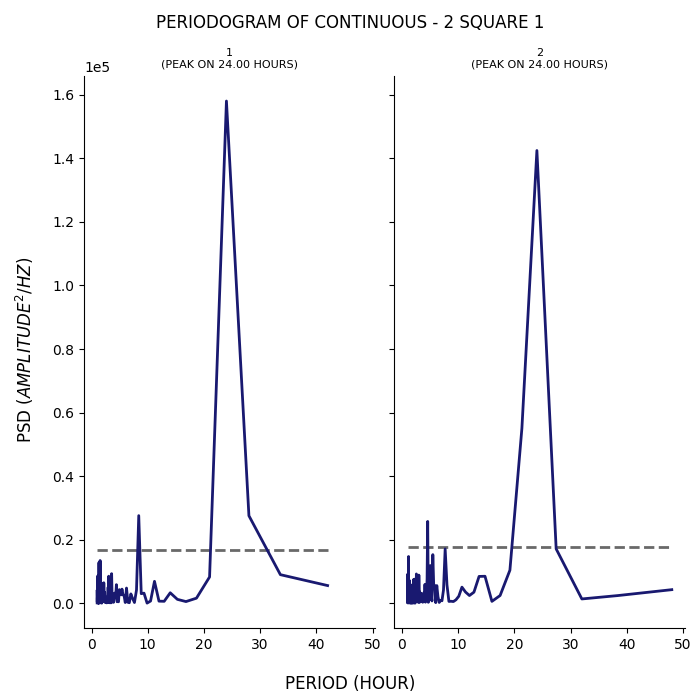 PERIODOGRAM OF CONTINUOUS - 2 SQUARE 1
1
(PEAK ON 24.00 HOURS)
2
(PEAK ON 24.00 HOURS)
1e5
1.6
1.4
1.2
1.0
0.8
0.6
0.4
0.2
0.0
PSD (AMPLITUDE²/HZ)
0 10 20 30 40 50
0 10 20 30 40 50
PERIOD (HOUR)